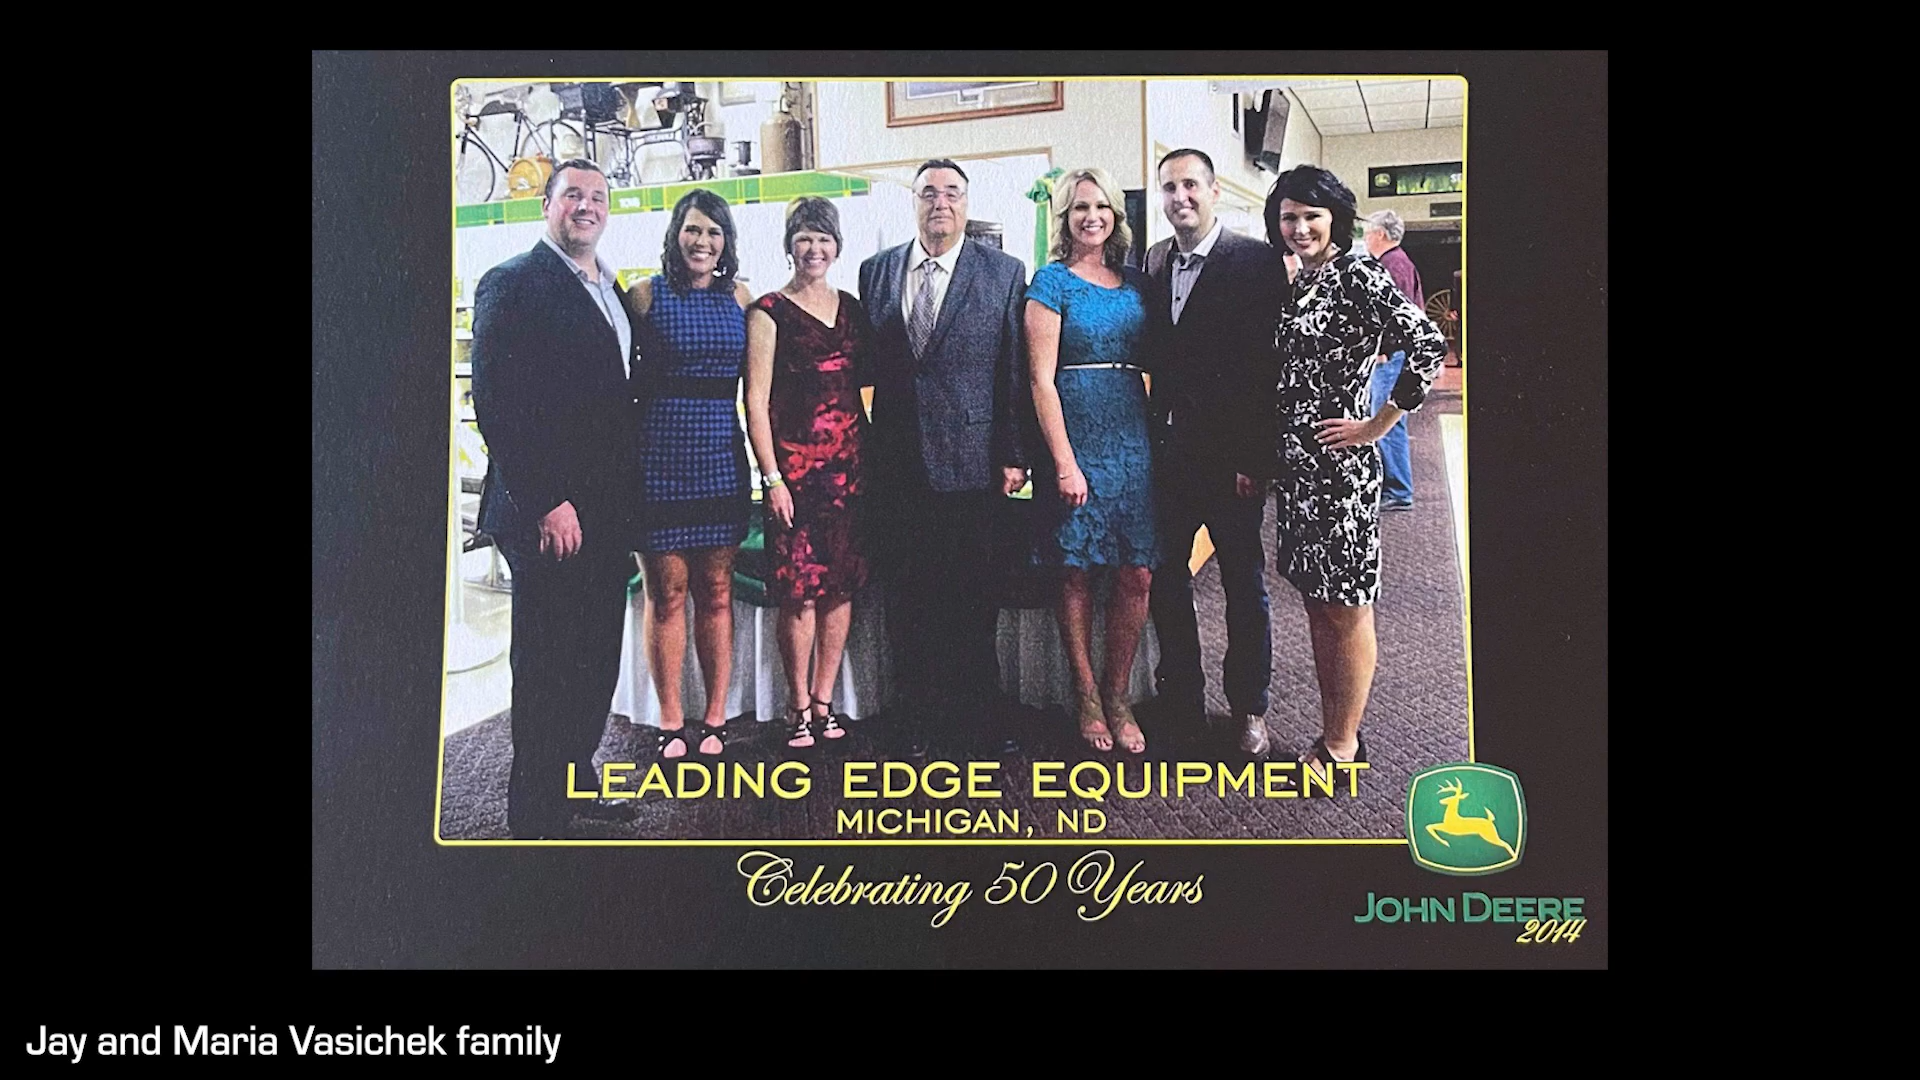 LEADING EDGE EQUIPMENT
MICHIGAN, ND
Celebrating 50 Years
JOHN DEERE
2014
Jay and Maria Vasichek family